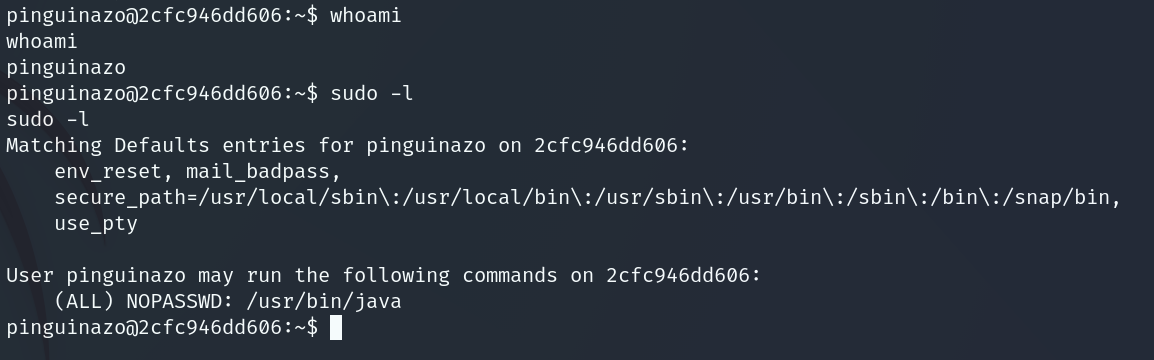 pinguinazo@2cfc946dd606:~$ whoami
whoami
pinguinazo
pinguinazo@2cfc946dd606:~$ sudo -l
sudo -l
Matching Defaults entries for pinguinazo on 2cfc946dd606:
    env_reset, mail_badpass,
    secure_path=/usr/local/sbin\:/usr/local/bin\:/usr/sbin\:/usr/bin\:/sbin\:/bin\:/snap/bin,
    use_pty

User pinguinazo may run the following commands on 2cfc946dd606:
    (ALL) NOPASSWD: /usr/bin/java
pinguinazo@2cfc946dd606:~$